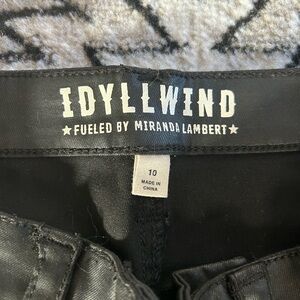 IDYLLWIND
★FUELED BY MIRANDA LAMBERT★
10
MADE IN
CHINA